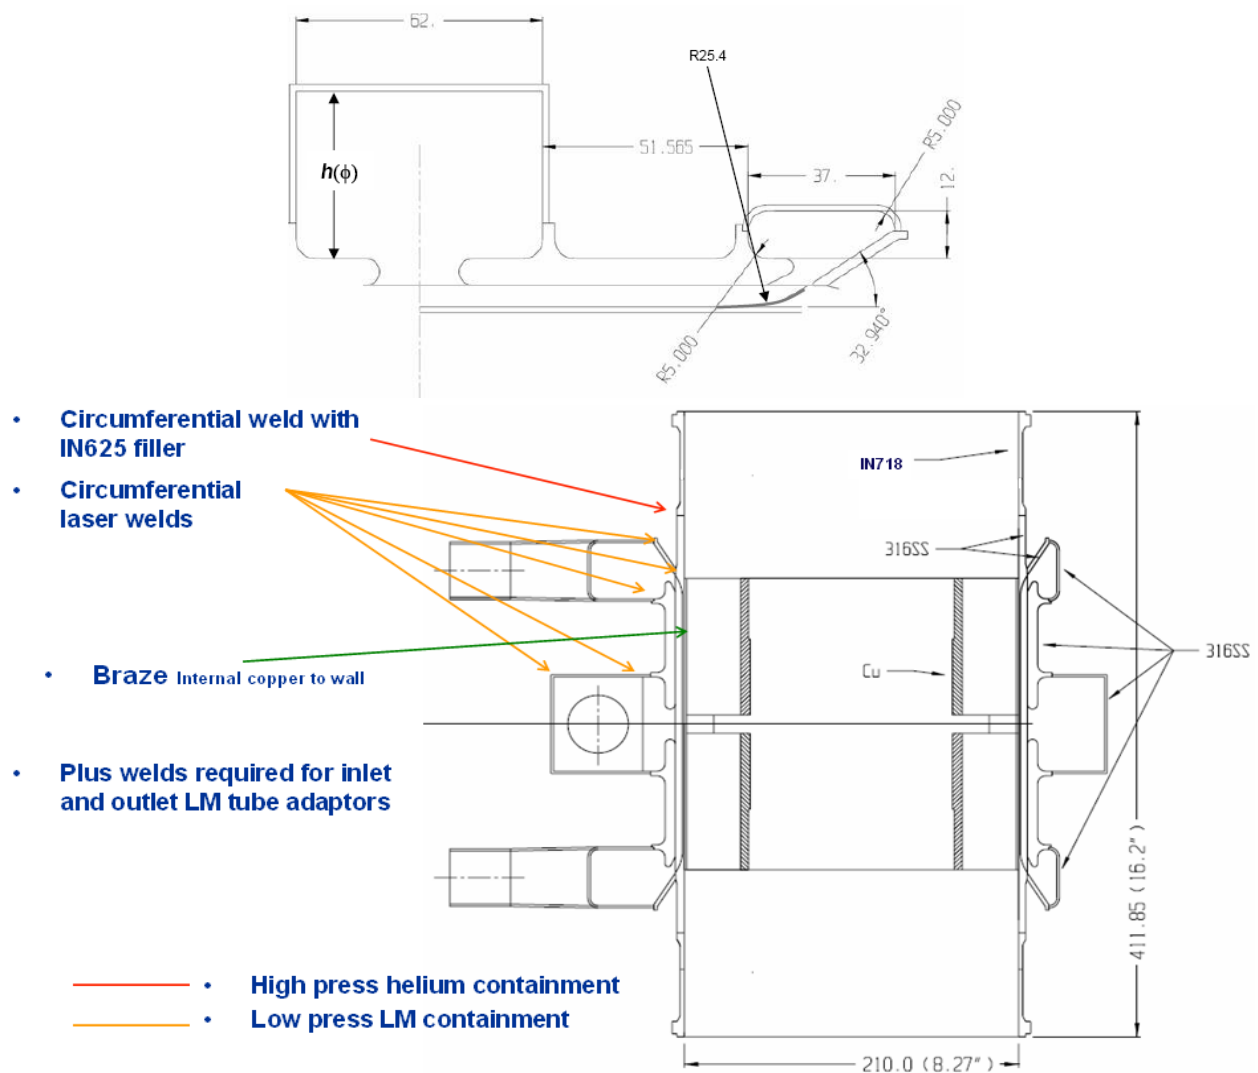 62.
R25.4
R5.000
51.565
37.
12.
h(ϕ)
R5.000
32.940°
• Circumferential weld with
IN625 filler
• Circumferential
laser welds
IN718
316SS
• Braze Internal copper to wall
Cu
316SS
• Plus welds required for inlet
and outlet LM tube adaptors
411.85 (16.2")
• High press helium containment
• Low press LM containment
210.0 (8.27")